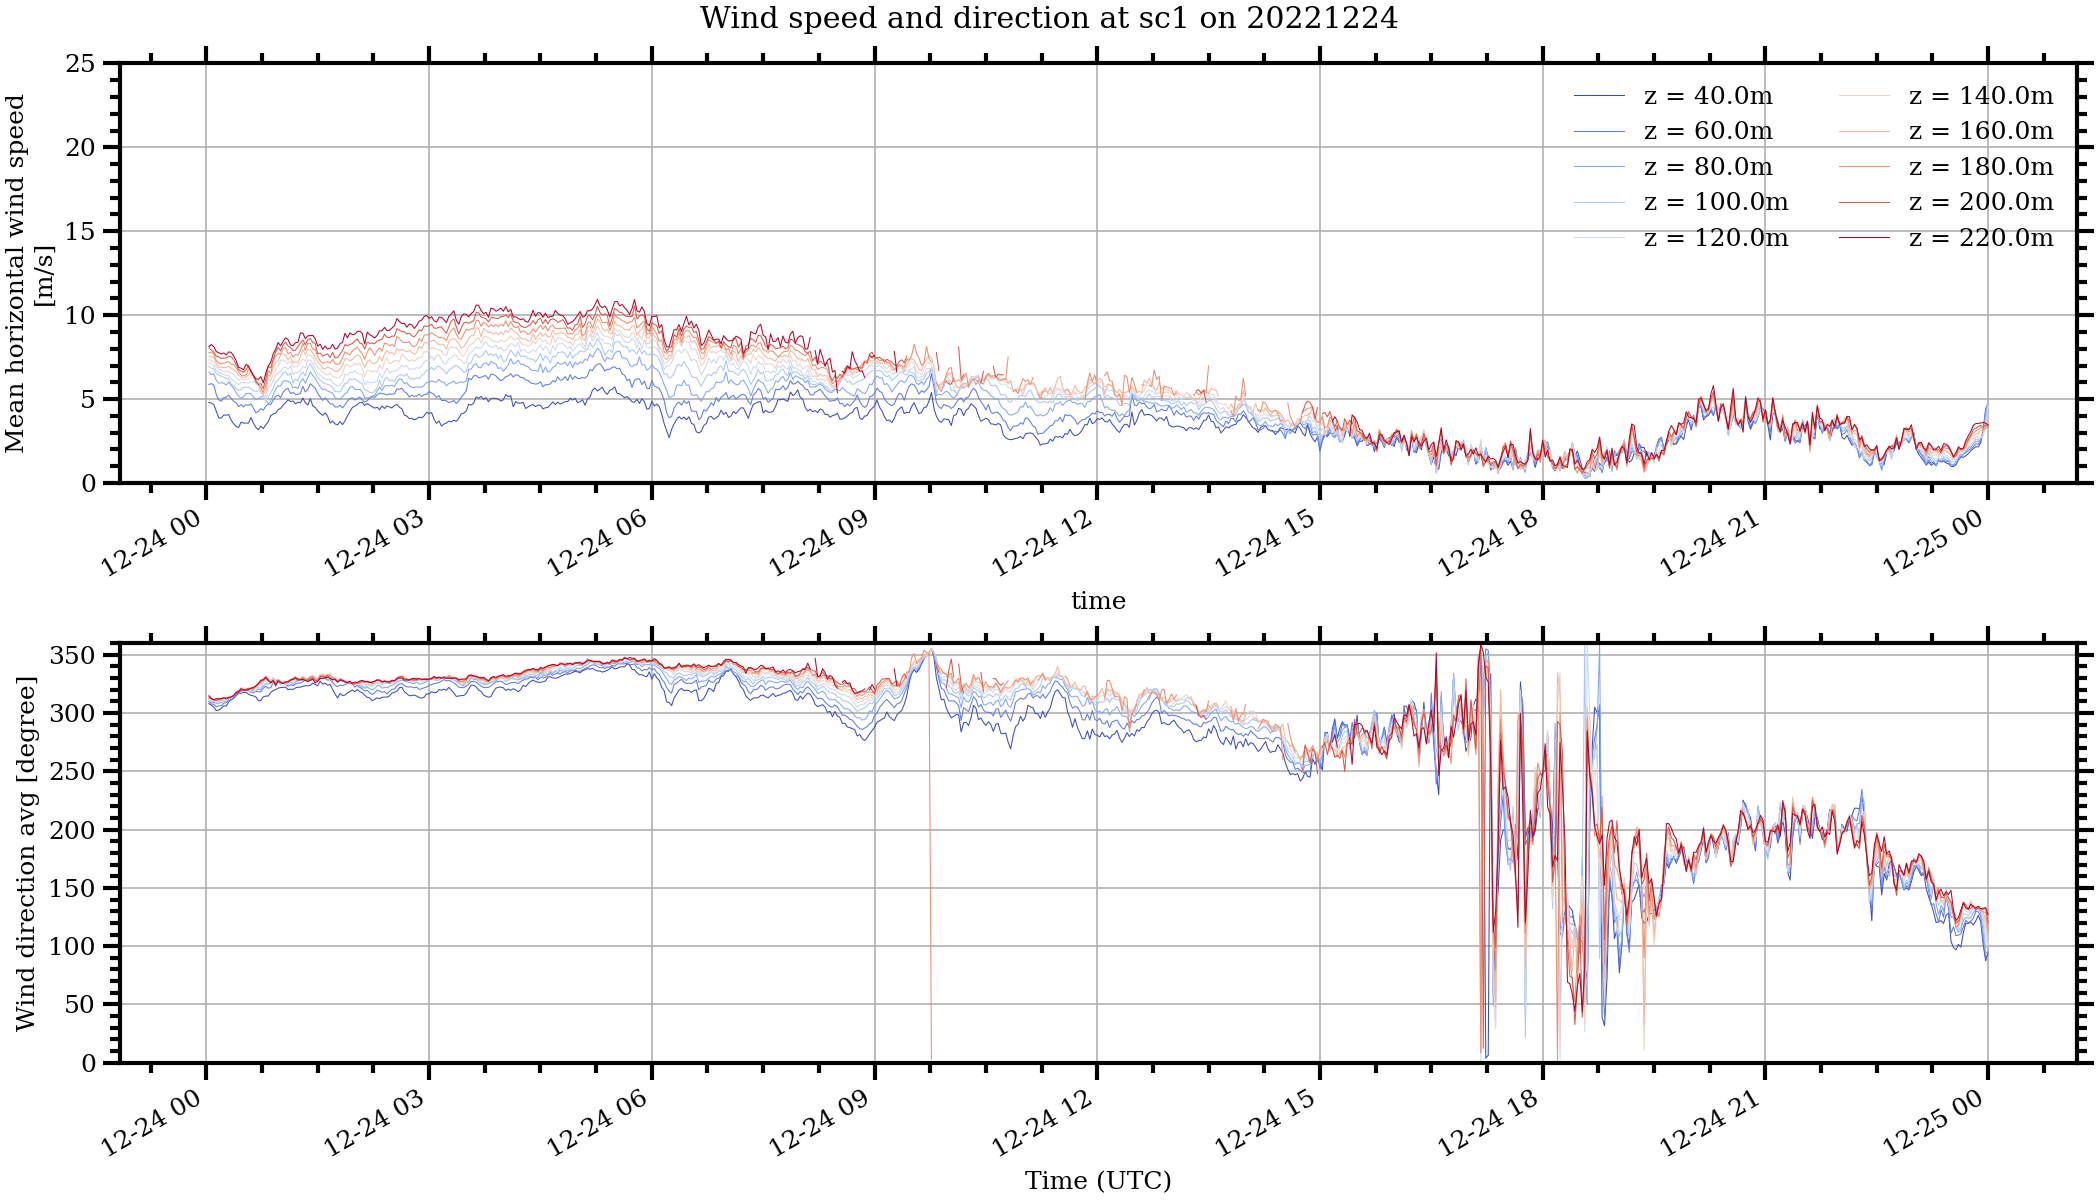 Wind speed and direction at sc1 on 20221224
Mean horizontal wind speed
[m/s]
25
20
15
10
5
0
z = 40.0m
z = 60.0m
z = 80.0m
z = 100.0m
z = 120.0m
z = 140.0m
z = 160.0m
z = 180.0m
z = 200.0m
z = 220.0m
12-24 00
12-24 03
12-24 06
12-24 09
12-24 12
12-24 15
12-24 18
12-24 21
12-25 00
time
Wind direction avg [degree]
350
300
250
200
150
100
50
0
12-24 00
12-24 03
12-24 06
12-24 09
12-24 12
12-24 15
12-24 18
12-24 21
12-25 00
Time (UTC)